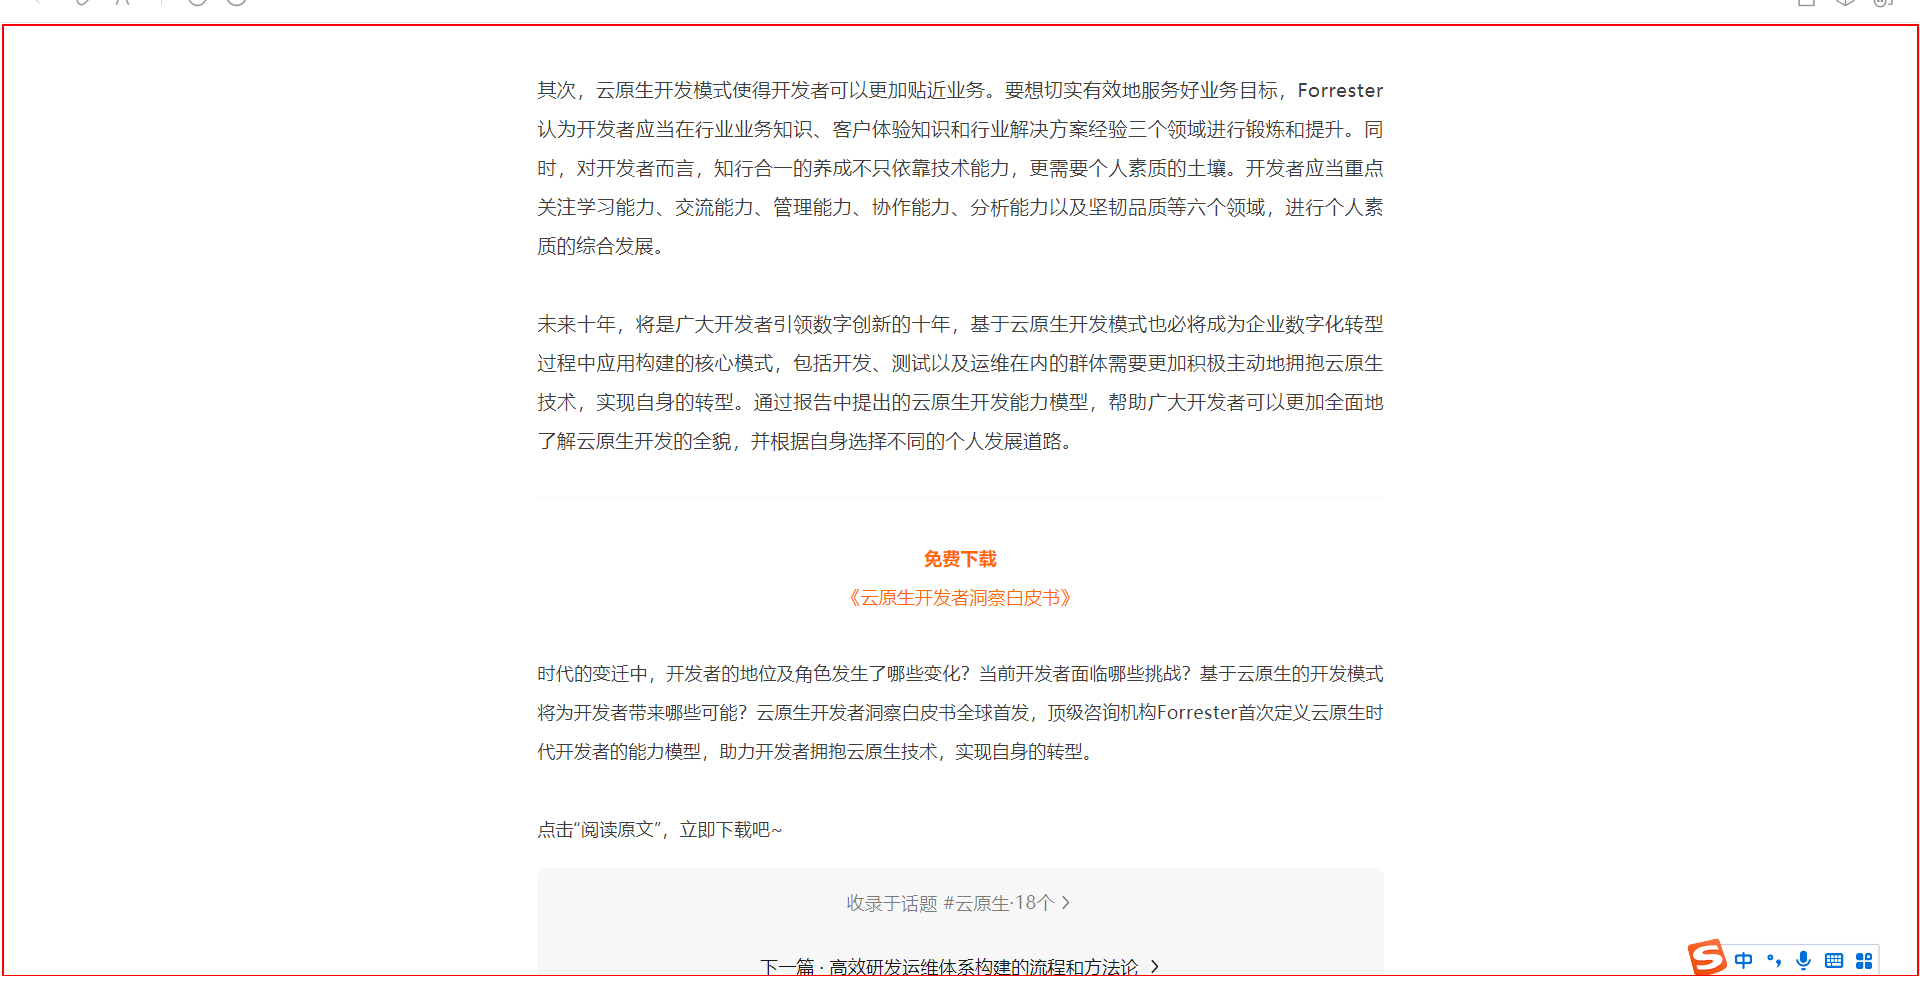 其次，云原生开发模式使得开发者可以更加贴近业务。要想切实有效地服务好业务目标，Forrester
认为开发者应当在行业业务知识、客户体验知识和行业解决方案经验三个领域进行锻炼和提升。同
时，对开发者而言，知行合一的养成不只依靠技术能力，更需要个人素质的土壤。开发者应当重点
关注学习能力、交流能力、管理能力、协作能力、分析能力以及坚韧品质等六个领域，进行个人素
质的综合发展。
未来十年，将是广大开发者引领数字创新的十年，基于云原生开发模式也必将成为企业数字化转型
过程中应用构建的核心模式，包括开发、测试以及运维在内的群体需要更加积极主动地拥抱云原生
技术，实现自身的转型。通过报告中提出的云原生开发能力模型，帮助广大开发者可以更加全面地
了解云原生开发的全貌，并根据自身选择不同的个人发展道路。
免费下载
《云原生开发者洞察白皮书》
时代的变迁中，开发者的地位及角色发生了哪些变化？当前开发者面临哪些挑战？基于云原生的开发模式
将为开发者带来哪些可能？云原生开发者洞察白皮书全球首发，顶级咨询机构Forrester首次定义云原生时
代开发者的能力模型，助力开发者拥抱云原生技术，实现自身的转型。
点击“阅读原文”，立即下载吧~
收录于话题 #云原生·18个
下一篇 · 高效研发运维体系构建的流程和方法论
中